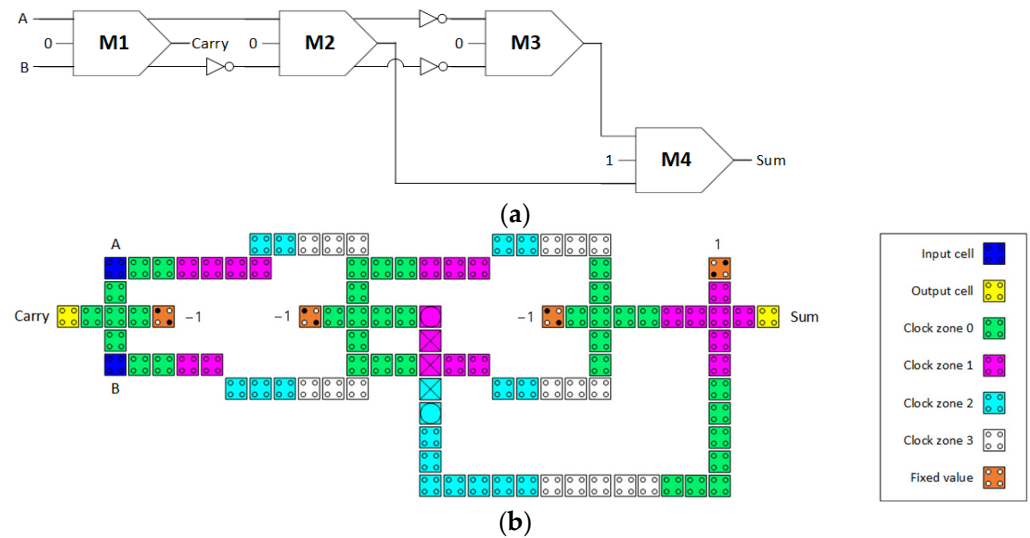 A
0
M1
Carry
B
0
M2
0
M3
1
M4
Sum
(a)
A
1
Carry
−1
−1
−1
Sum
B
Input cell
Output cell
Clock zone 0
Clock zone 1
Clock zone 2
Clock zone 3
Fixed value
(b)